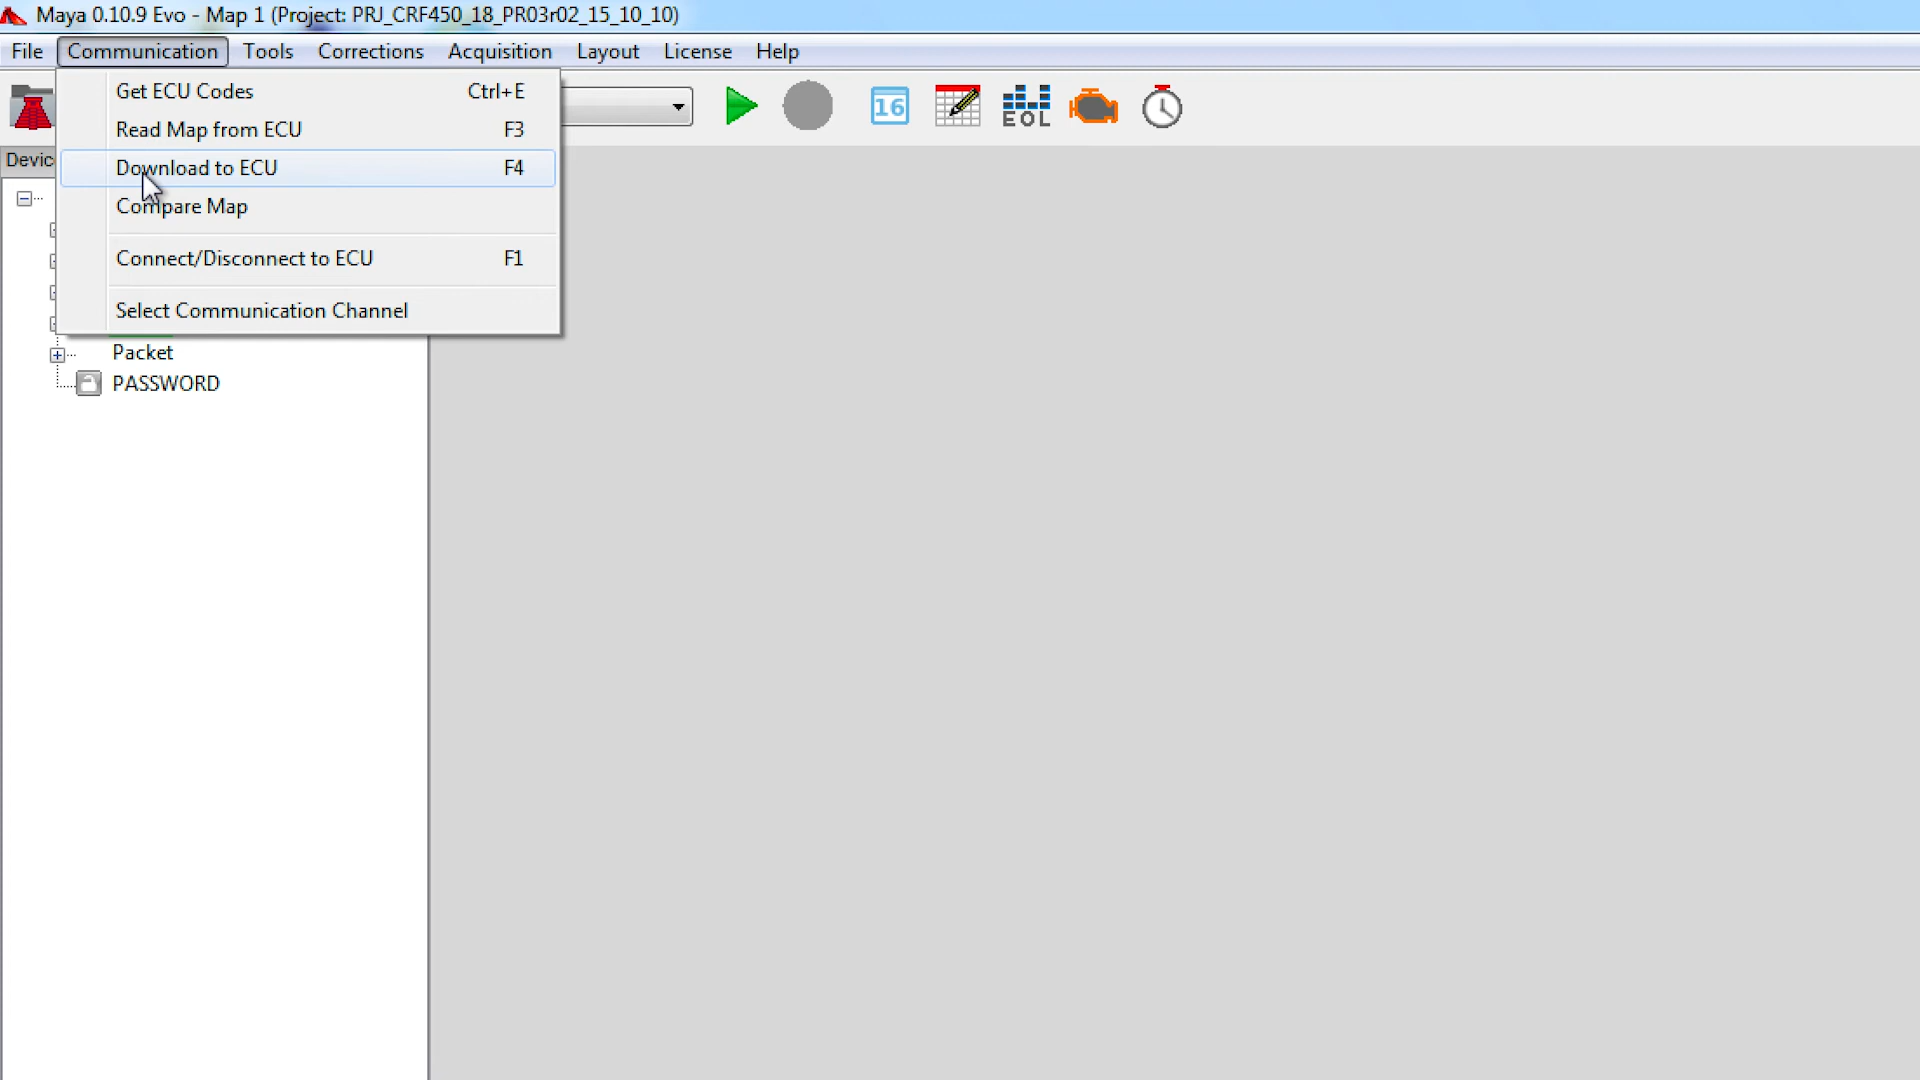 Maya 0.10.9 Evo - Map 1 (Project: PRJ_CRF450_18_PR03r02_15_10_10)
File Communication Tools Corrections Acquisition Layout License Help
Get ECU Codes Ctrl+E
Read Map from ECU F3
Download to ECU F4
Compare Map
Connect/Disconnect to ECU F1
Select Communication Channel
16
EOL
Devic
Packet
PASSWORD